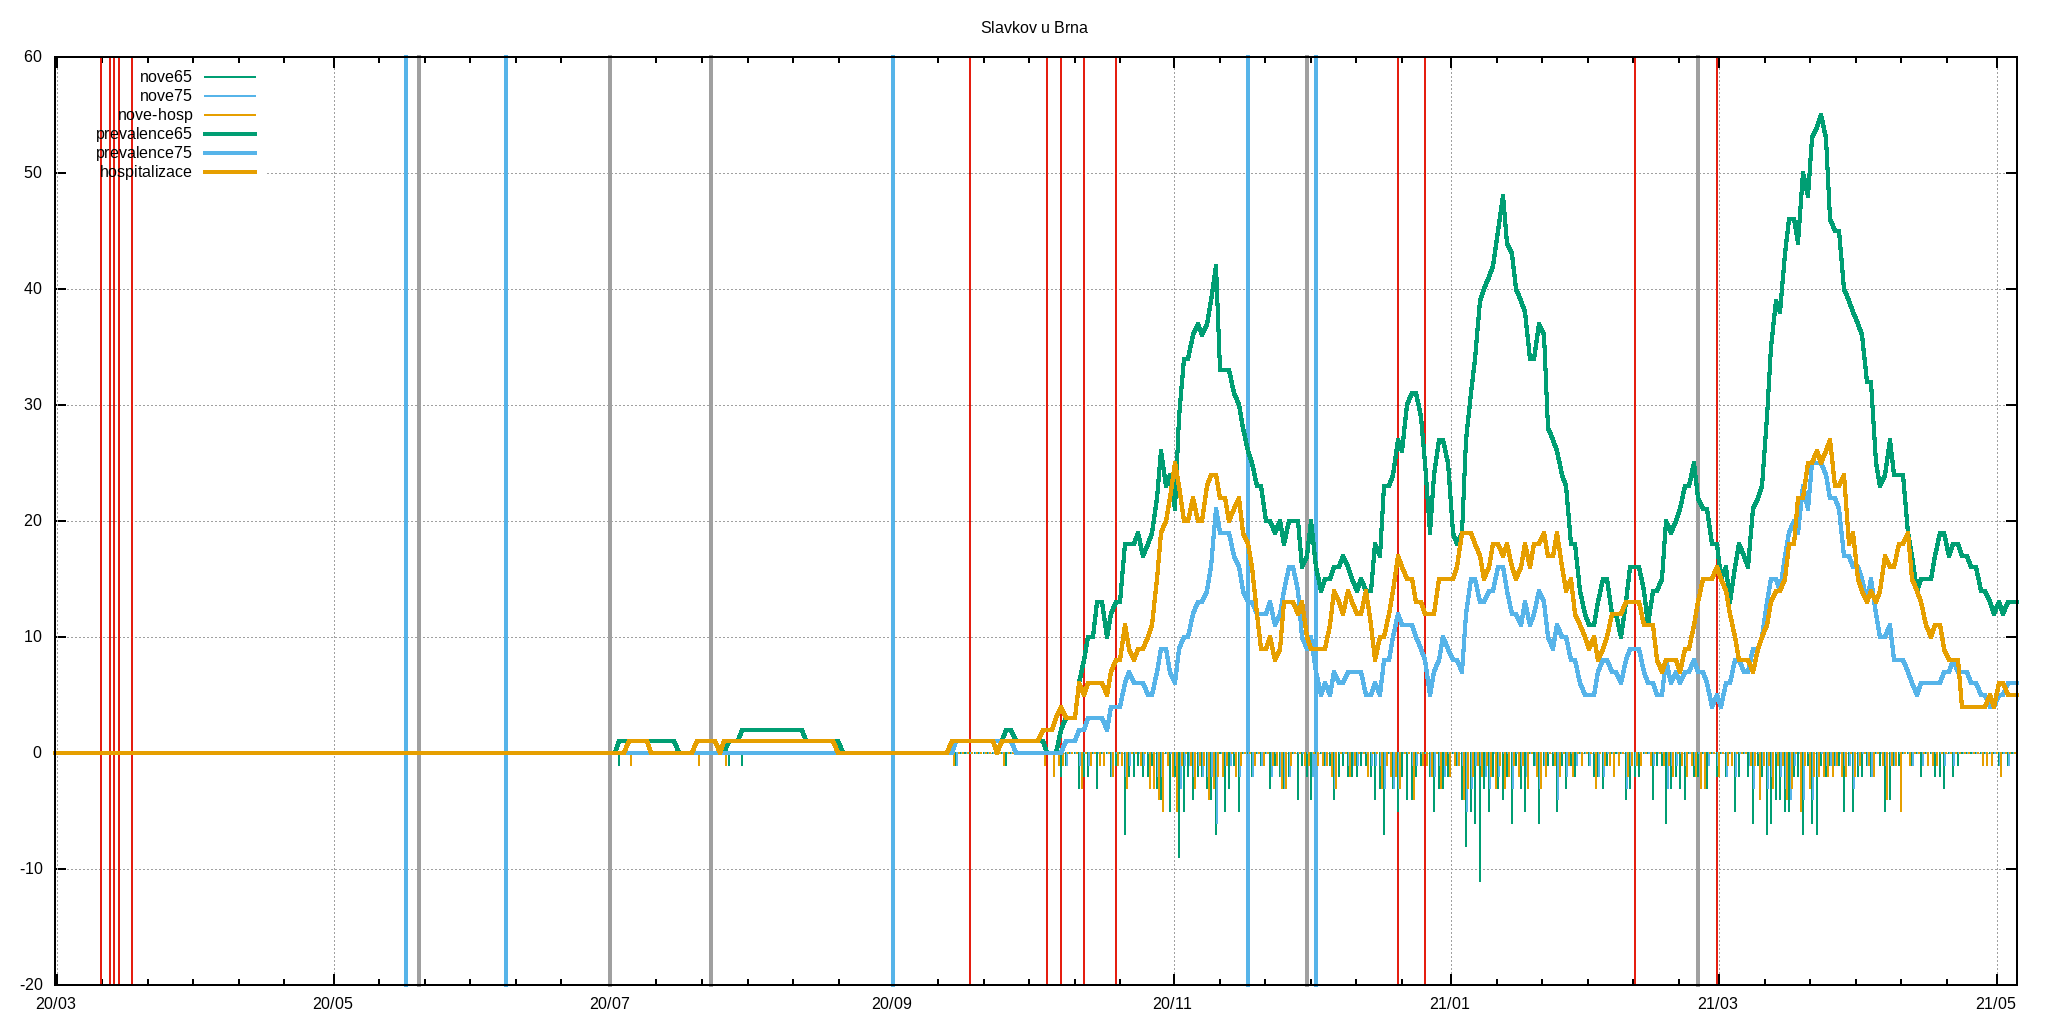 Slavkov u Brna
60
50
40
30
20
10
0
-10
-20
nove65
nove75
nove-hosp
prevalence65
prevalence75
hospitalizace
20/03 20/05 20/07 20/09 20/11 21/01 21/03 21/05